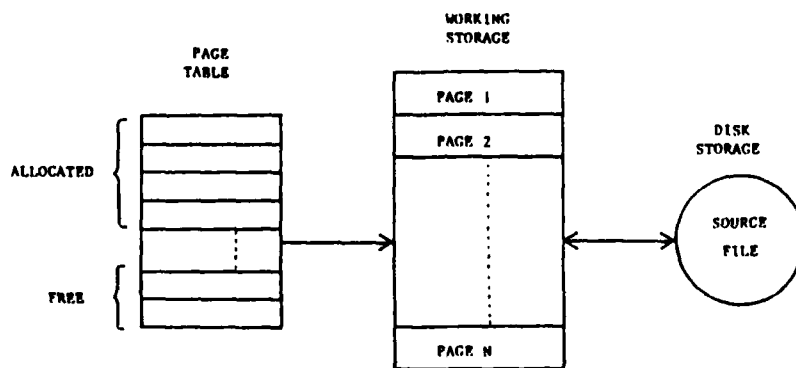 WORKING
STORAGE
PAGE
TABLE
PAGE 1
PAGE 2
DISK
STORAGE
ALLOCATED
SOURCE
FILE
FREE
PAGE N